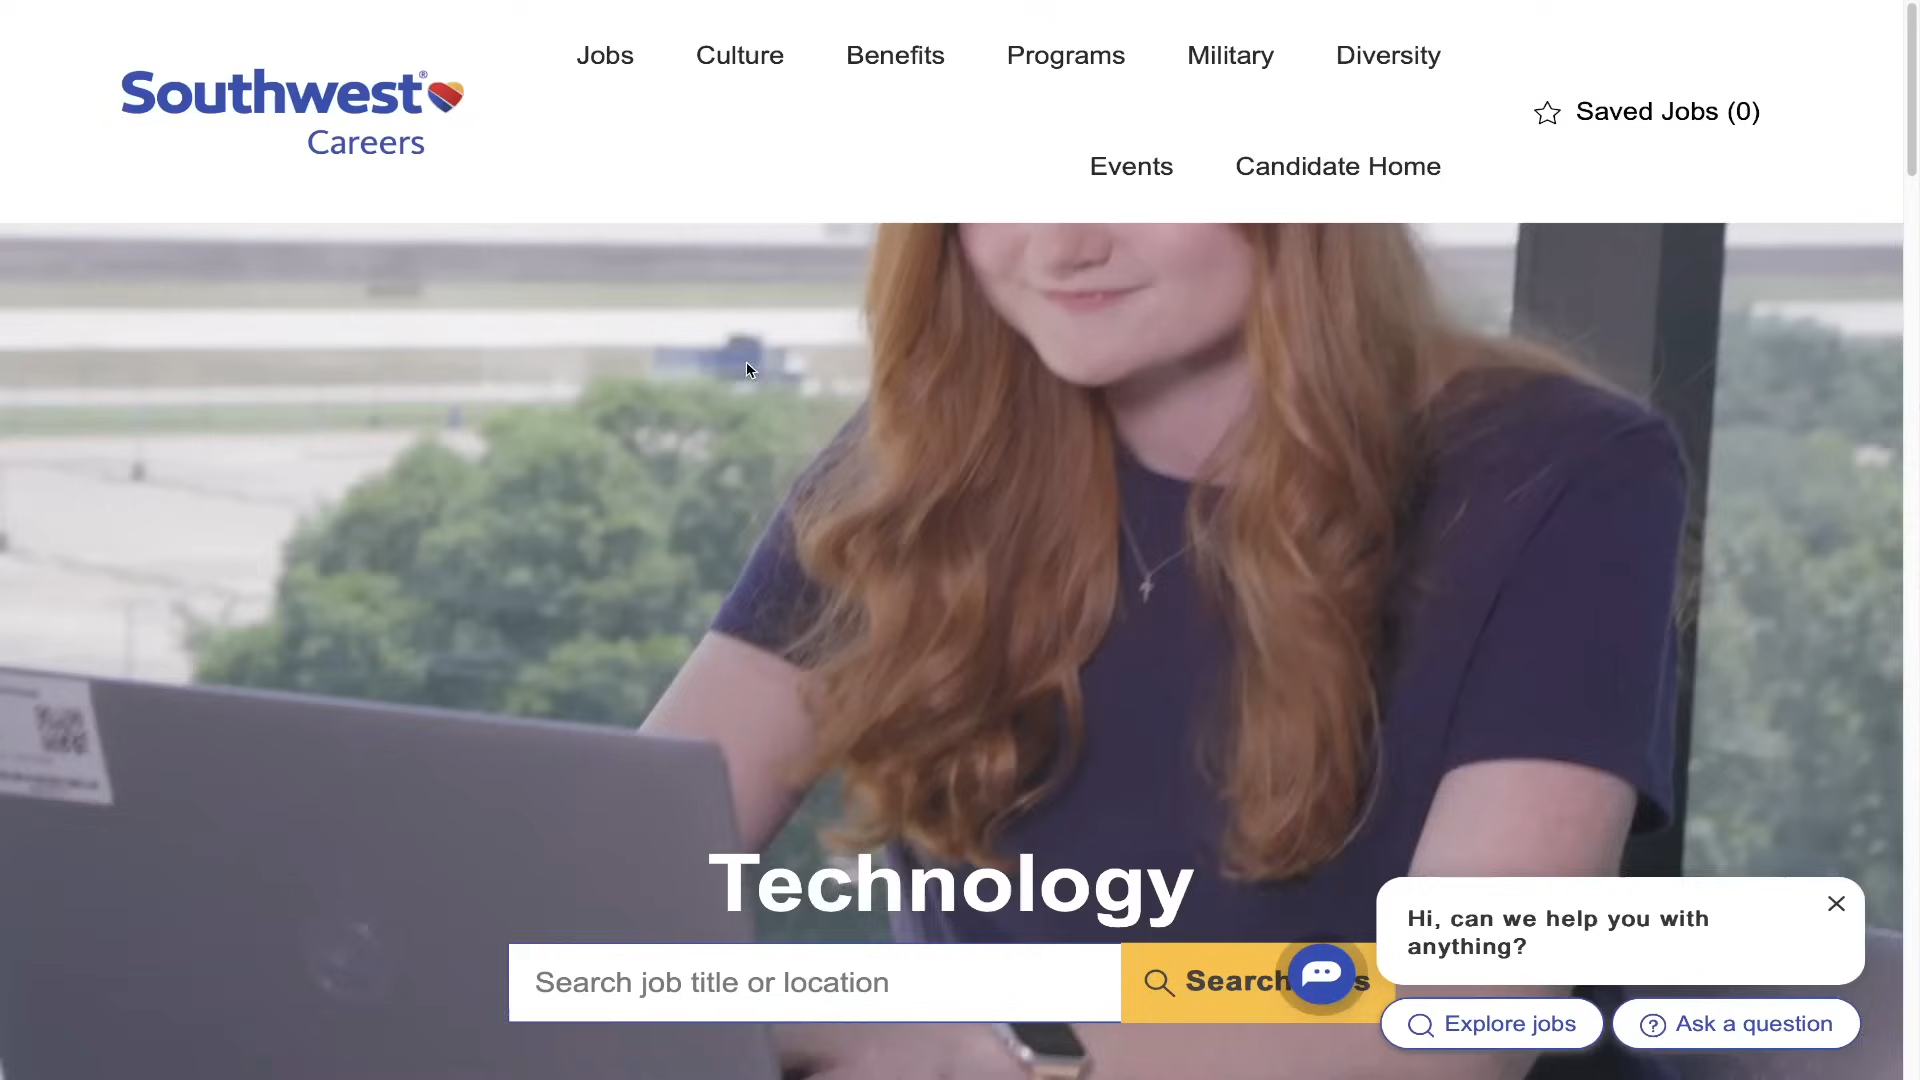 Jobs Culture Benefits Programs Military Diversity
Southwest®
Careers
Saved Jobs (0)
Events Candidate Home
Technology
Search job title or location
Search
s
Hi, can we help you with
anything?
Explore jobs
Ask a question